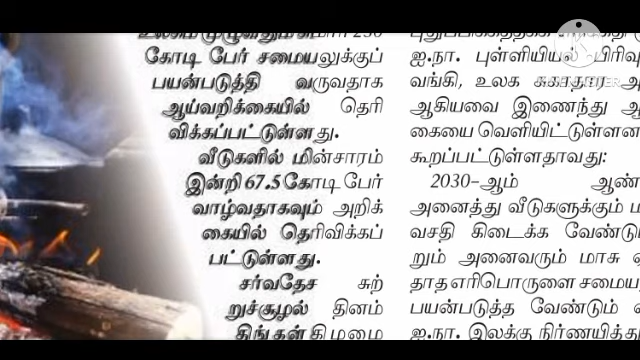 கோடி பேர் சமையலுக்குப்
பயன்படுத்தி வருவதாக
ஆய்வறிக்கையில் தெரி
விக்கப்பட்டுள்ளது.
வீடுகளில் மின்சாரம்
இன்றி 67.5 கோடி பேர்
வாழ்வதாகவும் அறிக்
கையில் தெரிவிக்கப்
பட்டுள்ளது.
சர்வதேச சுற்
றுச்சூழல் தினம்
திங்கள்கிழமை
ஐ.நா. புள்ளியியல் பிரிவு
வங்கி, உலக சுகாதார
ஆகியவை இணைந்து
கையை வெளியிட்டுள்ளன
கூறப்பட்டுள்ளதாவது:
2030-ஆம் ஆண்
அனைத்து வீடுகளுக்கும்
வசதி கிடைக்க வேண்டும்
றும் அனைவரும் மாசு
தாத எரிபொருளை சமைய
பயன்படுத்த வேண்டும்
ஐ.நா. இலக்கு நிர்ணயித்து